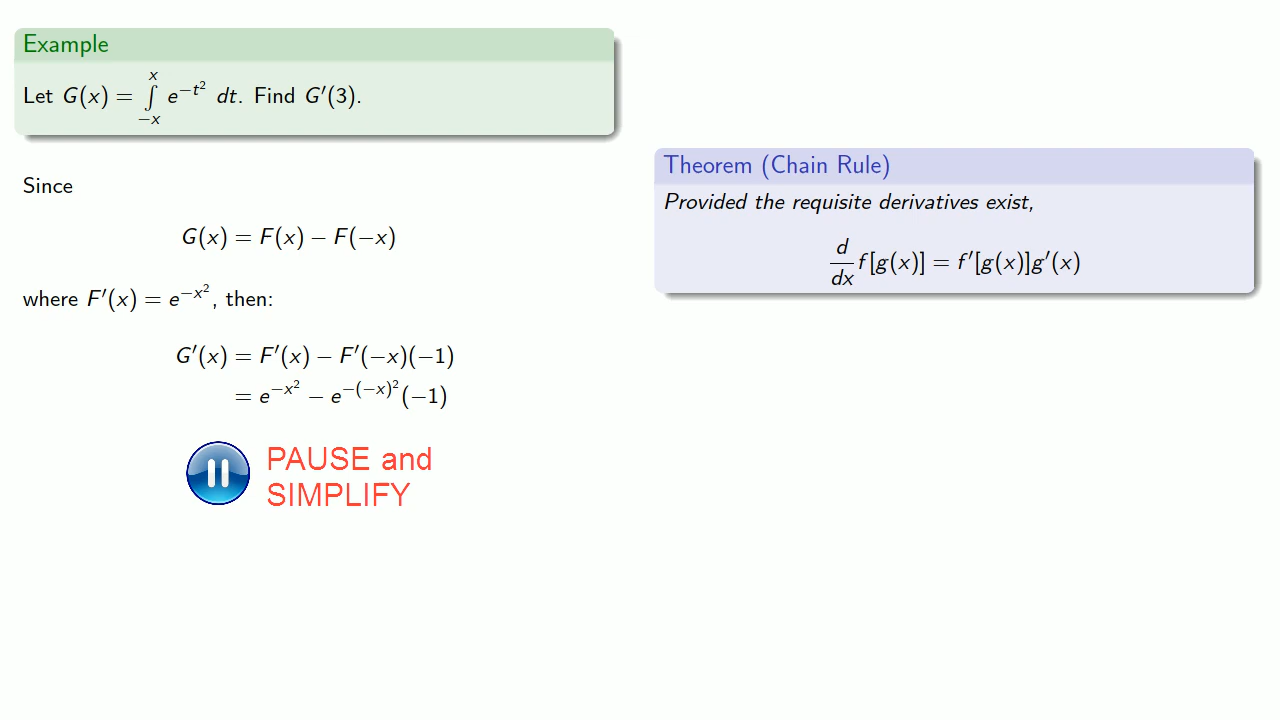 Example
Let G(x) = ∫_{−x}^{x} e^{−t²} dt. Find G′(3).
Since
G(x) = F(x) − F(−x)
where F′(x) = e^{−x²}, then:
G′(x) = F′(x) − F′(−x)(−1)
= e^{−x²} − e^{−(−x)²}(−1)
PAUSE and
SIMPLIFY
Theorem (Chain Rule)
Provided the requisite derivatives exist,
\frac{d}{dx} f[g(x)] = f′[g(x)]g′(x)